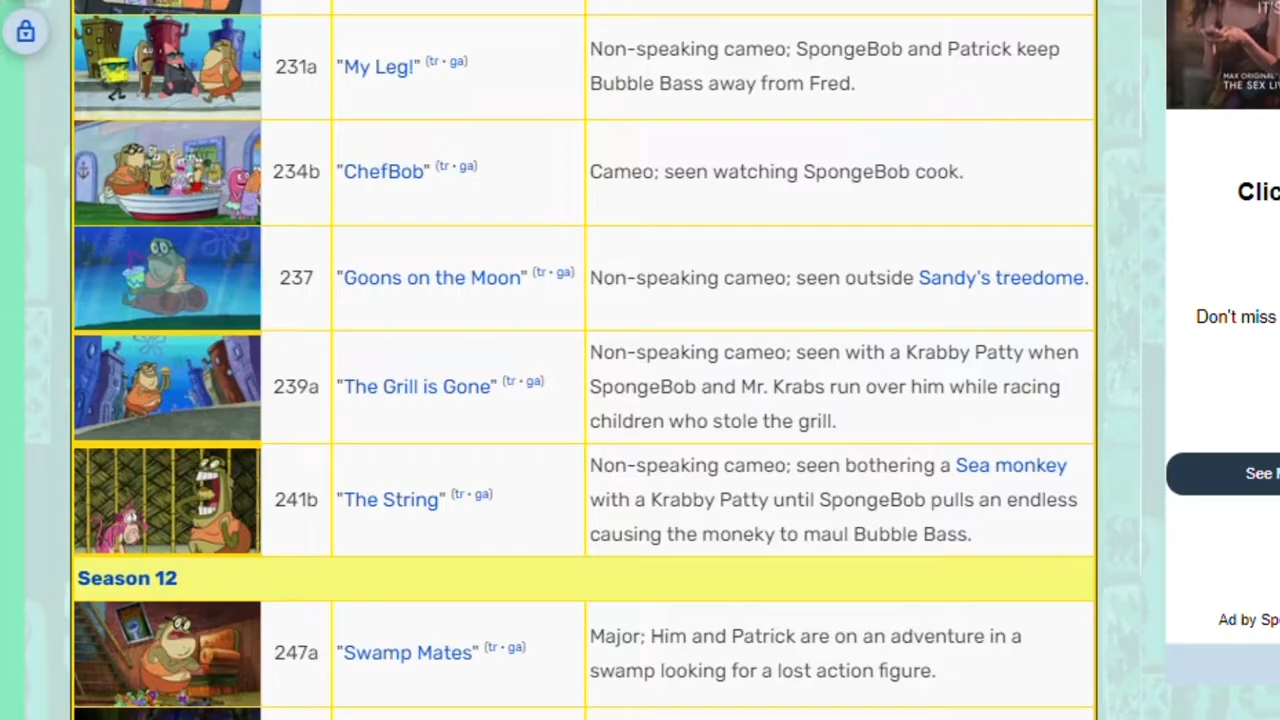 IT'S
MAX ORIGINAL
THE SEX LI
231a
"My Leg!" (tr • ga)
Non-speaking cameo; SpongeBob and Patrick keep
Bubble Bass away from Fred.
234b
"ChefBob" (tr • ga)
Cameo; seen watching SpongeBob cook.
237
"Goons on the Moon" (tr • ga)
Non-speaking cameo; seen outside Sandy's treedome.
239a
"The Grill is Gone" (tr • ga)
Non-speaking cameo; seen with a Krabby Patty when
SpongeBob and Mr. Krabs run over him while racing
children who stole the grill.
241b
"The String" (tr • ga)
Non-speaking cameo; seen bothering a Sea monkey
with a Krabby Patty until SpongeBob pulls an endless
causing the moneky to maul Bubble Bass.
Season 12
247a
"Swamp Mates" (tr • ga)
Major; Him and Patrick are on an adventure in a
swamp looking for a lost action figure.
Clic
Don't miss
See
Ad by Sp